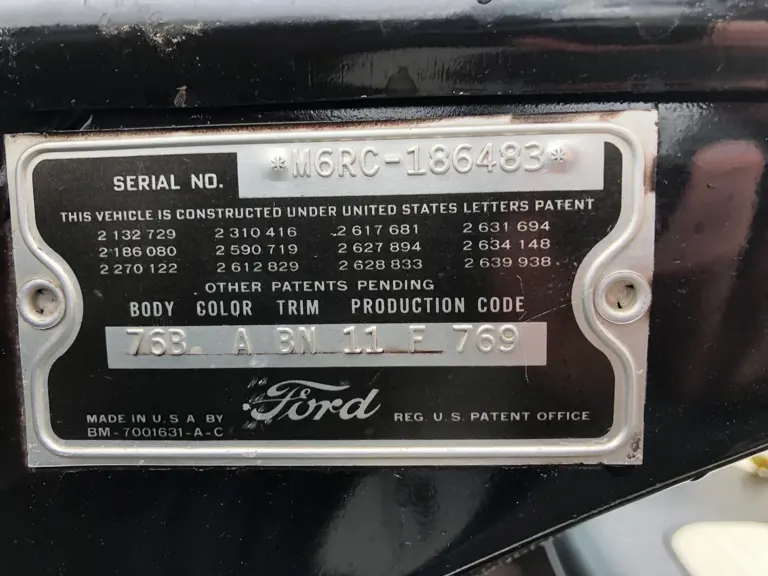 SERIAL NO. *M6RC-186483*
THIS VEHICLE IS CONSTRUCTED UNDER UNITED STATES LETTERS PATENT
2 132 729 2 310 416 2 617 681 2 631 694
2 186 080 2 590 719 2 627 894 2 634 148
2 270 122 2 612 829 2 628 833 2 639 938
OTHER PATENTS PENDING
BODY COLOR TRIM PRODUCTION CODE
76B A BN 11 F 769
MADE IN U.S.A BY Ford REG. U.S. PATENT OFFICE
BM-7001631-A-C